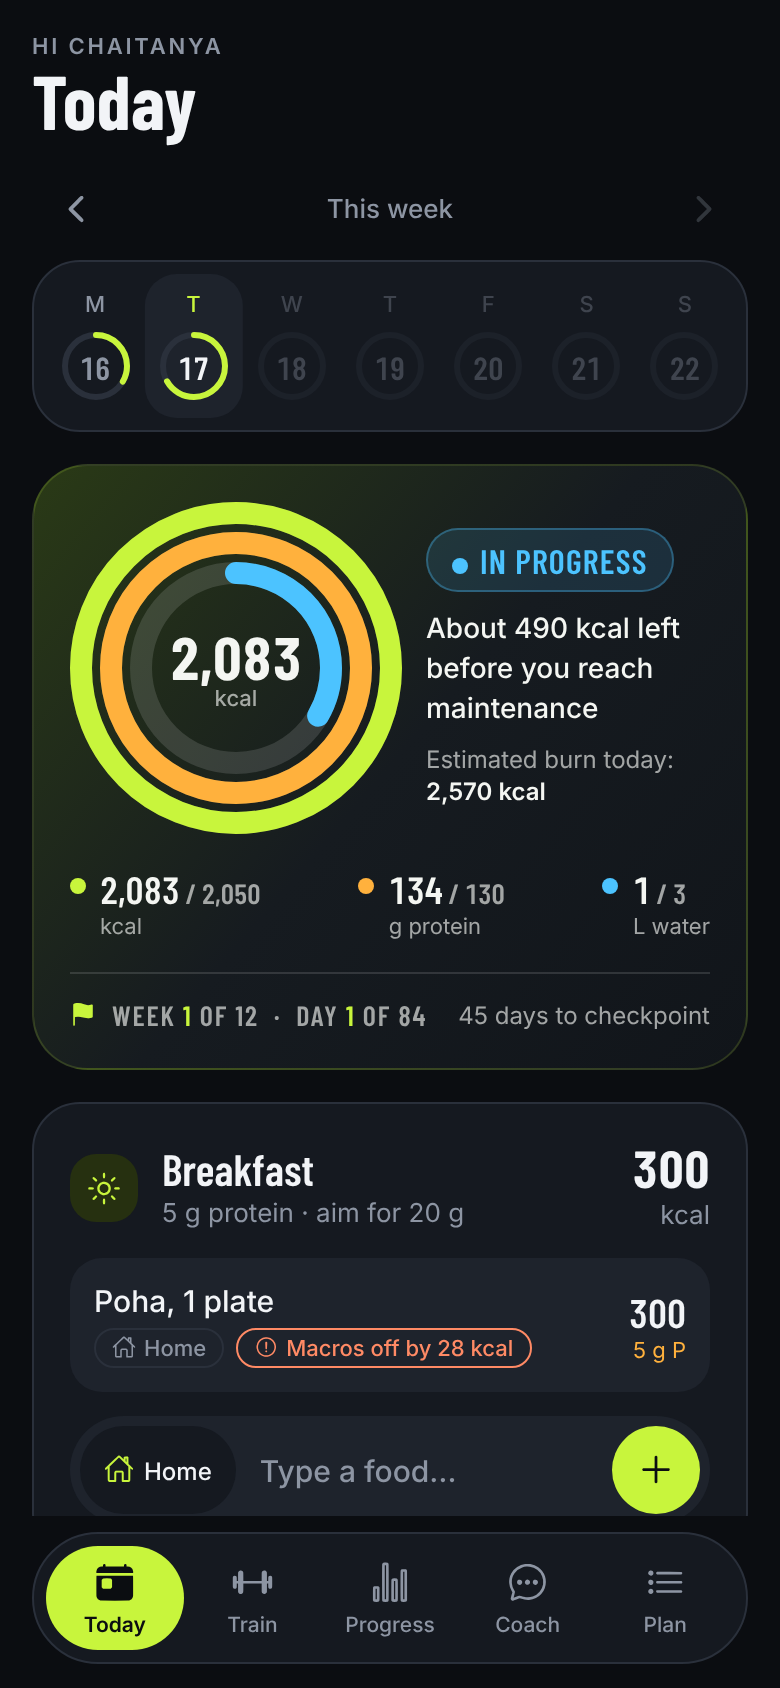 HI CHAITANYA
Today
This week
M T W T F S S
16 17 18 19 20 21 22
2,083
kcal
IN PROGRESS
About 490 kcal left
before you reach
maintenance
Estimated burn today:
2,570 kcal
2,083 / 2,050
kcal
134 / 130
g protein
1 / 3
L water
WEEK 1 OF 12 · DAY 1 OF 84
45 days to checkpoint
Breakfast
5 g protein · aim for 20 g
300
kcal
Poha, 1 plate
Home
Macros off by 28 kcal
300
5 g P
Home
Type a food...
Today
Train
Progress
Coach
Plan